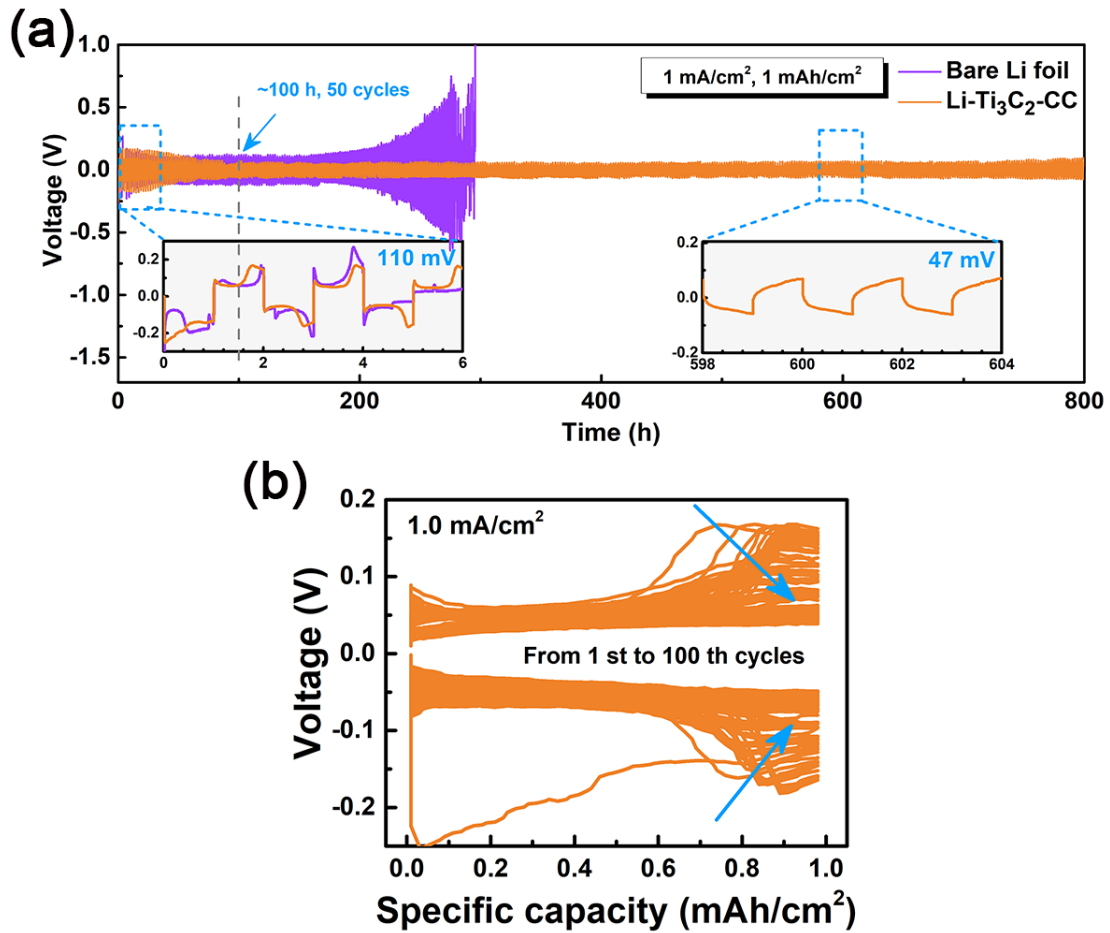 (a)
1.0
0.5
0.0
-0.5
-1.0
-1.5
Voltage (V)
~100 h, 50 cycles
1 mA/cm², 1 mAh/cm²
Bare Li foil
Li-Ti₃C₂-CC
110 mV
0.2
0.0
-0.2
0 2 4 6
47 mV
0.2
0.0
-0.2
598 600 602 604
0 200 400 600 800
Time (h)
(b)
0.2
0.1
0.0
-0.1
-0.2
Voltage (V)
1.0 mA/cm²
From 1 st to 100 th cycles
0.0 0.2 0.4 0.6 0.8 1.0
Specific capacity (mAh/cm²)